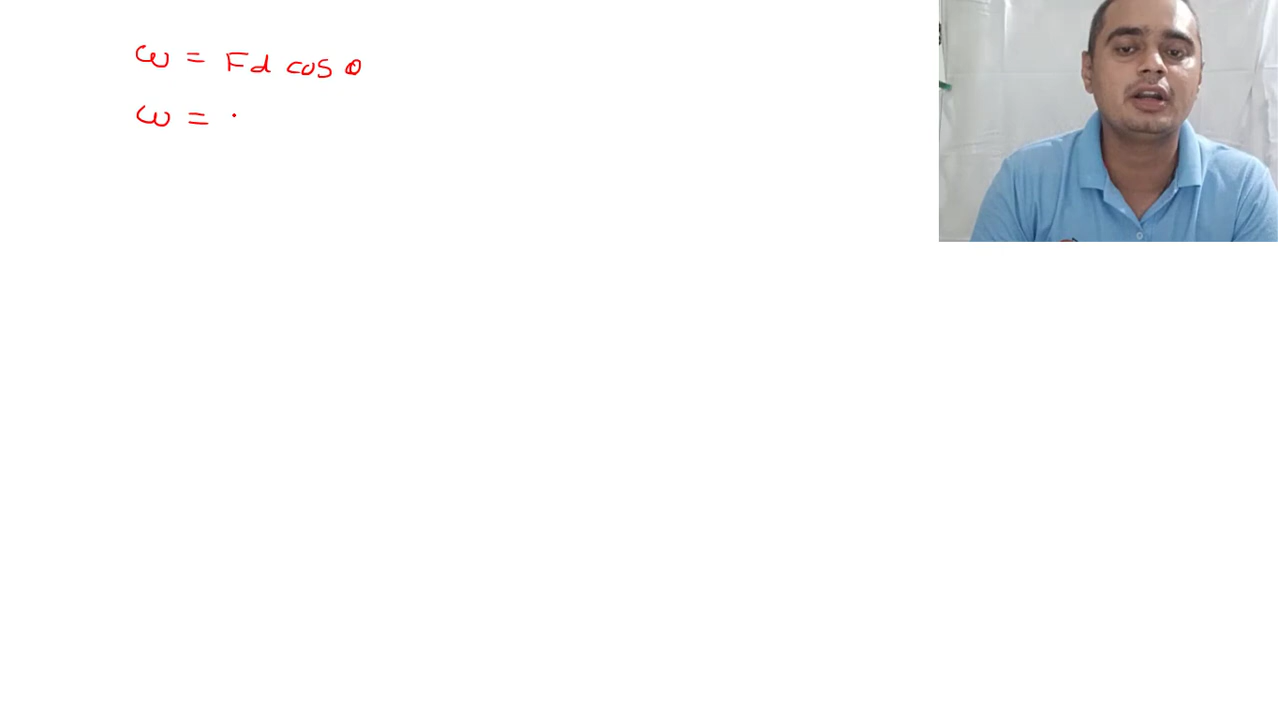 ω = Fd cos θ
ω =